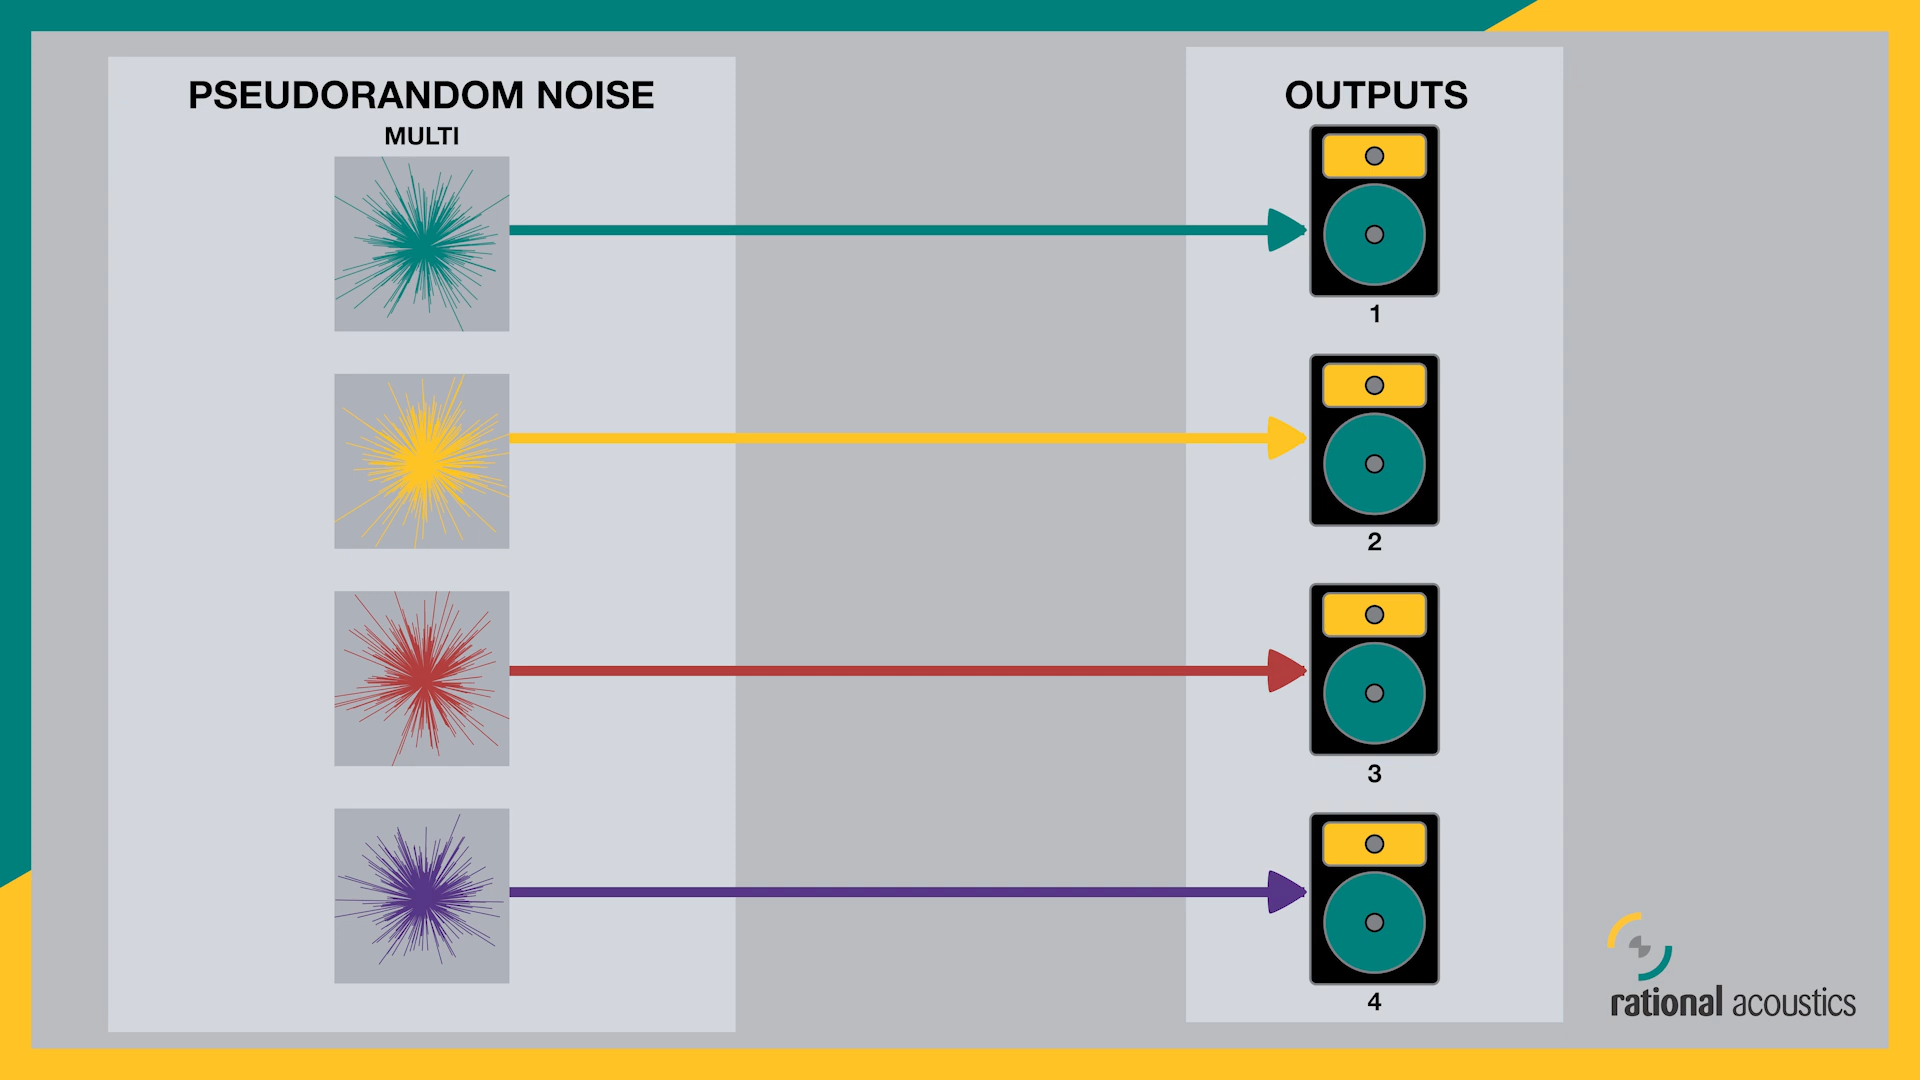 PSEUDORANDOM NOISE
MULTI
OUTPUTS
1
2
3
4
rational acoustics